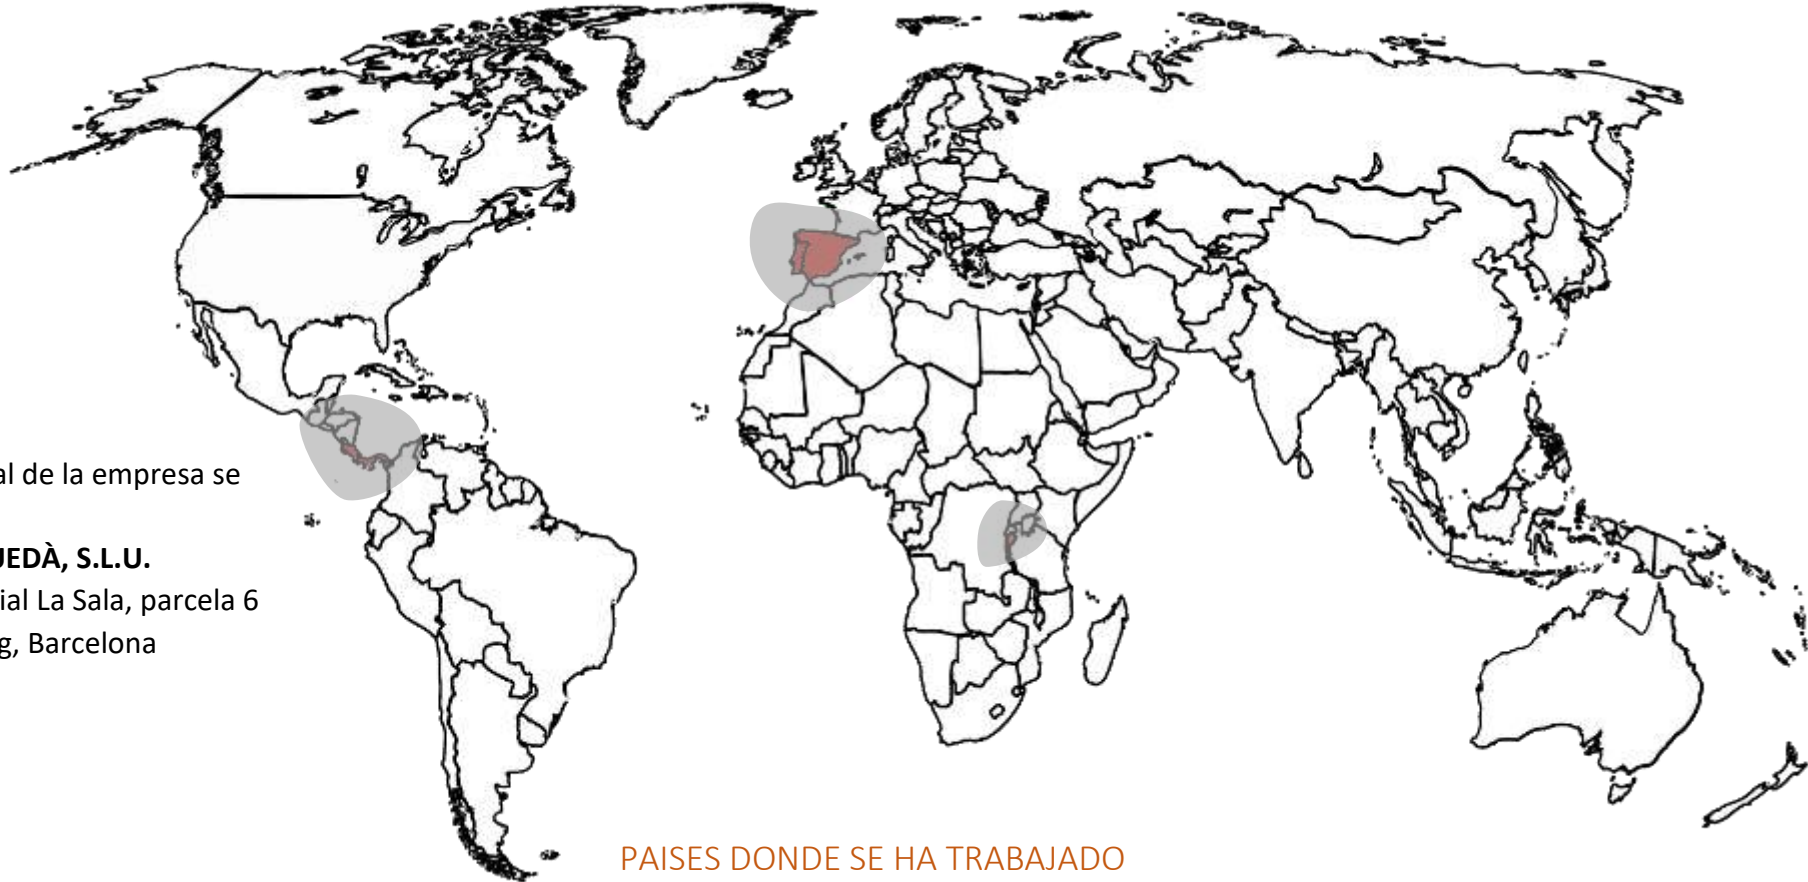 al de la empresa se
UEDÀ, S.L.U.
ial La Sala, parcela 6
g, Barcelona
PAISES DONDE SE HA TRABAJADO